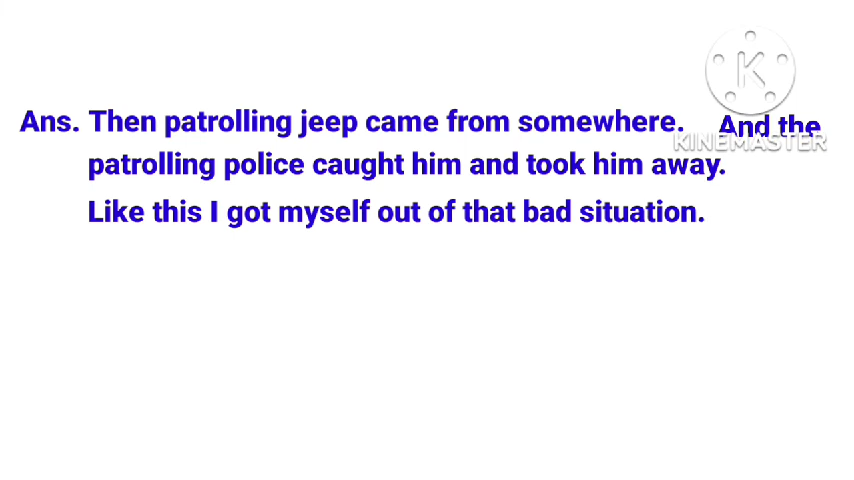 Ans. Then patrolling jeep came from somewhere. And the
patrolling police caught him and took him away.
Like this I got myself out of that bad situation.
K
KINEMASTER